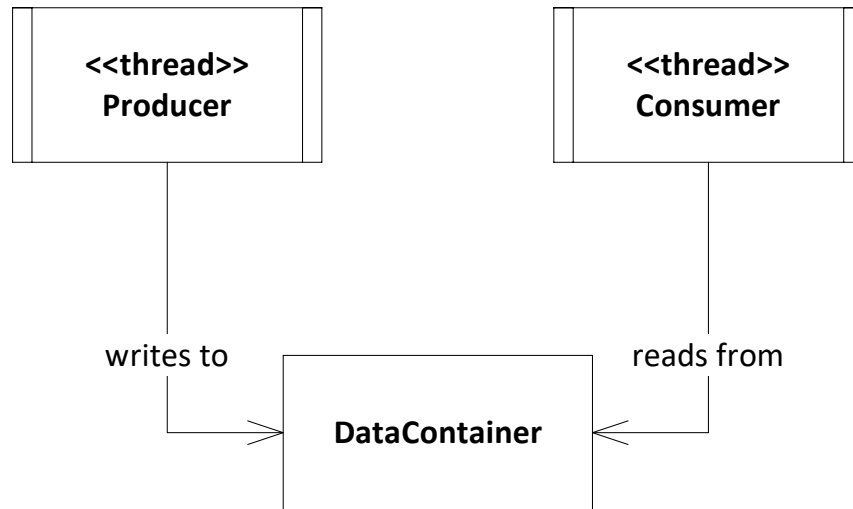 <<thread>>
Producer
<<thread>>
Consumer
writes to
reads from
DataContainer